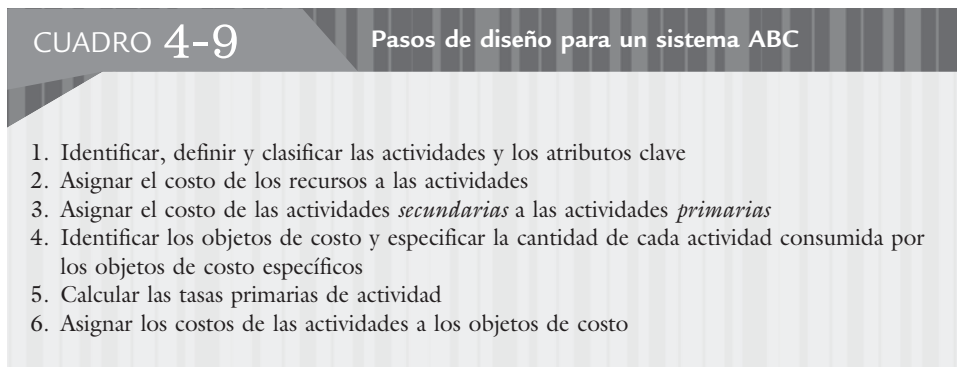 CUADRO 4-9
Pasos de diseño para un sistema ABC
1. Identificar, definir y clasificar las actividades y los atributos clave
2. Asignar el costo de los recursos a las actividades
3. Asignar el costo de las actividades secundarias a las actividades primarias
4. Identificar los objetos de costo y especificar la cantidad de cada actividad consumida por
los objetos de costo específicos
5. Calcular las tasas primarias de actividad
6. Asignar los costos de las actividades a los objetos de costo